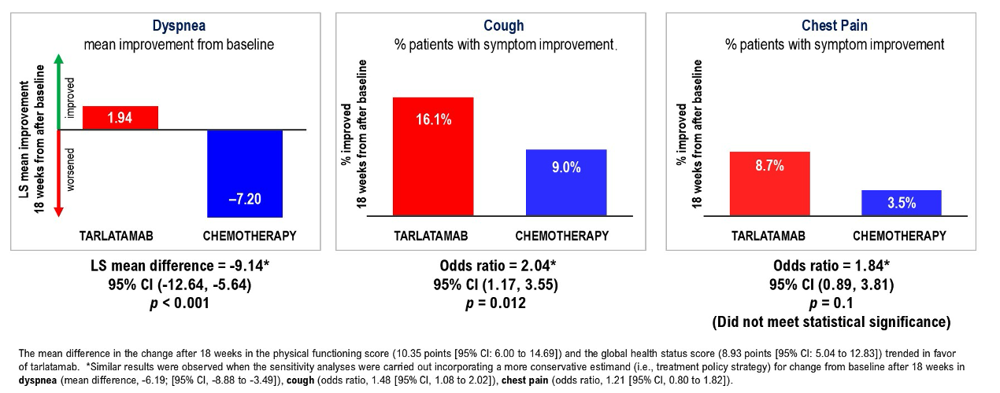 Dyspnea
mean improvement from baseline
LS mean improvement
18 weeks from after baseline
improved
worsened
1.94
–7.20
TARLATAMAB
CHEMOTHERAPY
LS mean difference = -9.14*
95% CI (-12.64, -5.64)
p < 0.001
Cough
% patients with symptom improvement.
% improved
18 weeks from after baseline
16.1%
9.0%
TARLATAMAB
CHEMOTHERAPY
Odds ratio = 2.04*
95% CI (1.17, 3.55)
p = 0.012
Chest Pain
% patients with symptom improvement
% improved
18 weeks from after baseline
8.7%
3.5%
TARLATAMAB
CHEMOTHERAPY
Odds ratio = 1.84*
95% CI (0.89, 3.81)
p = 0.1
(Did not meet statistical significance)
The mean difference in the change after 18 weeks in the physical functioning score (10.35 points [95% CI: 6.00 to 14.69]) and the global health status score (8.93 points [95% CI: 5.04 to 12.83]) trended in favor
of tarlatamab. *Similar results were observed when the sensitivity analyses were carried out incorporating a more conservative estimand (i.e., treatment policy strategy) for change from baseline after 18 weeks in
dyspnea (mean difference, -6.19; [95% CI, -8.88 to -3.49]), cough (odds ratio, 1.48 [95% CI, 1.08 to 2.02]), chest pain (odds ratio, 1.21 [95% CI, 0.80 to 1.82]).